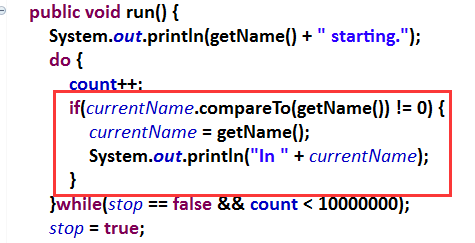 public void run() {
System.out.println(getName() + " starting.");
do {
count++;
if(currentName.compareTo(getName()) != 0) {
currentName = getName();
System.out.println("In " + currentName);
}
}while(stop == false && count < 10000000);
stop = true;